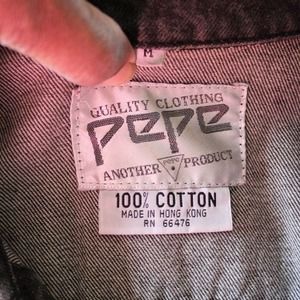 M
QUALITY CLOTHING
pepe
ANOTHER pepe PRODUCT
100% COTTON
MADE IN HONG KONG
RN 66476